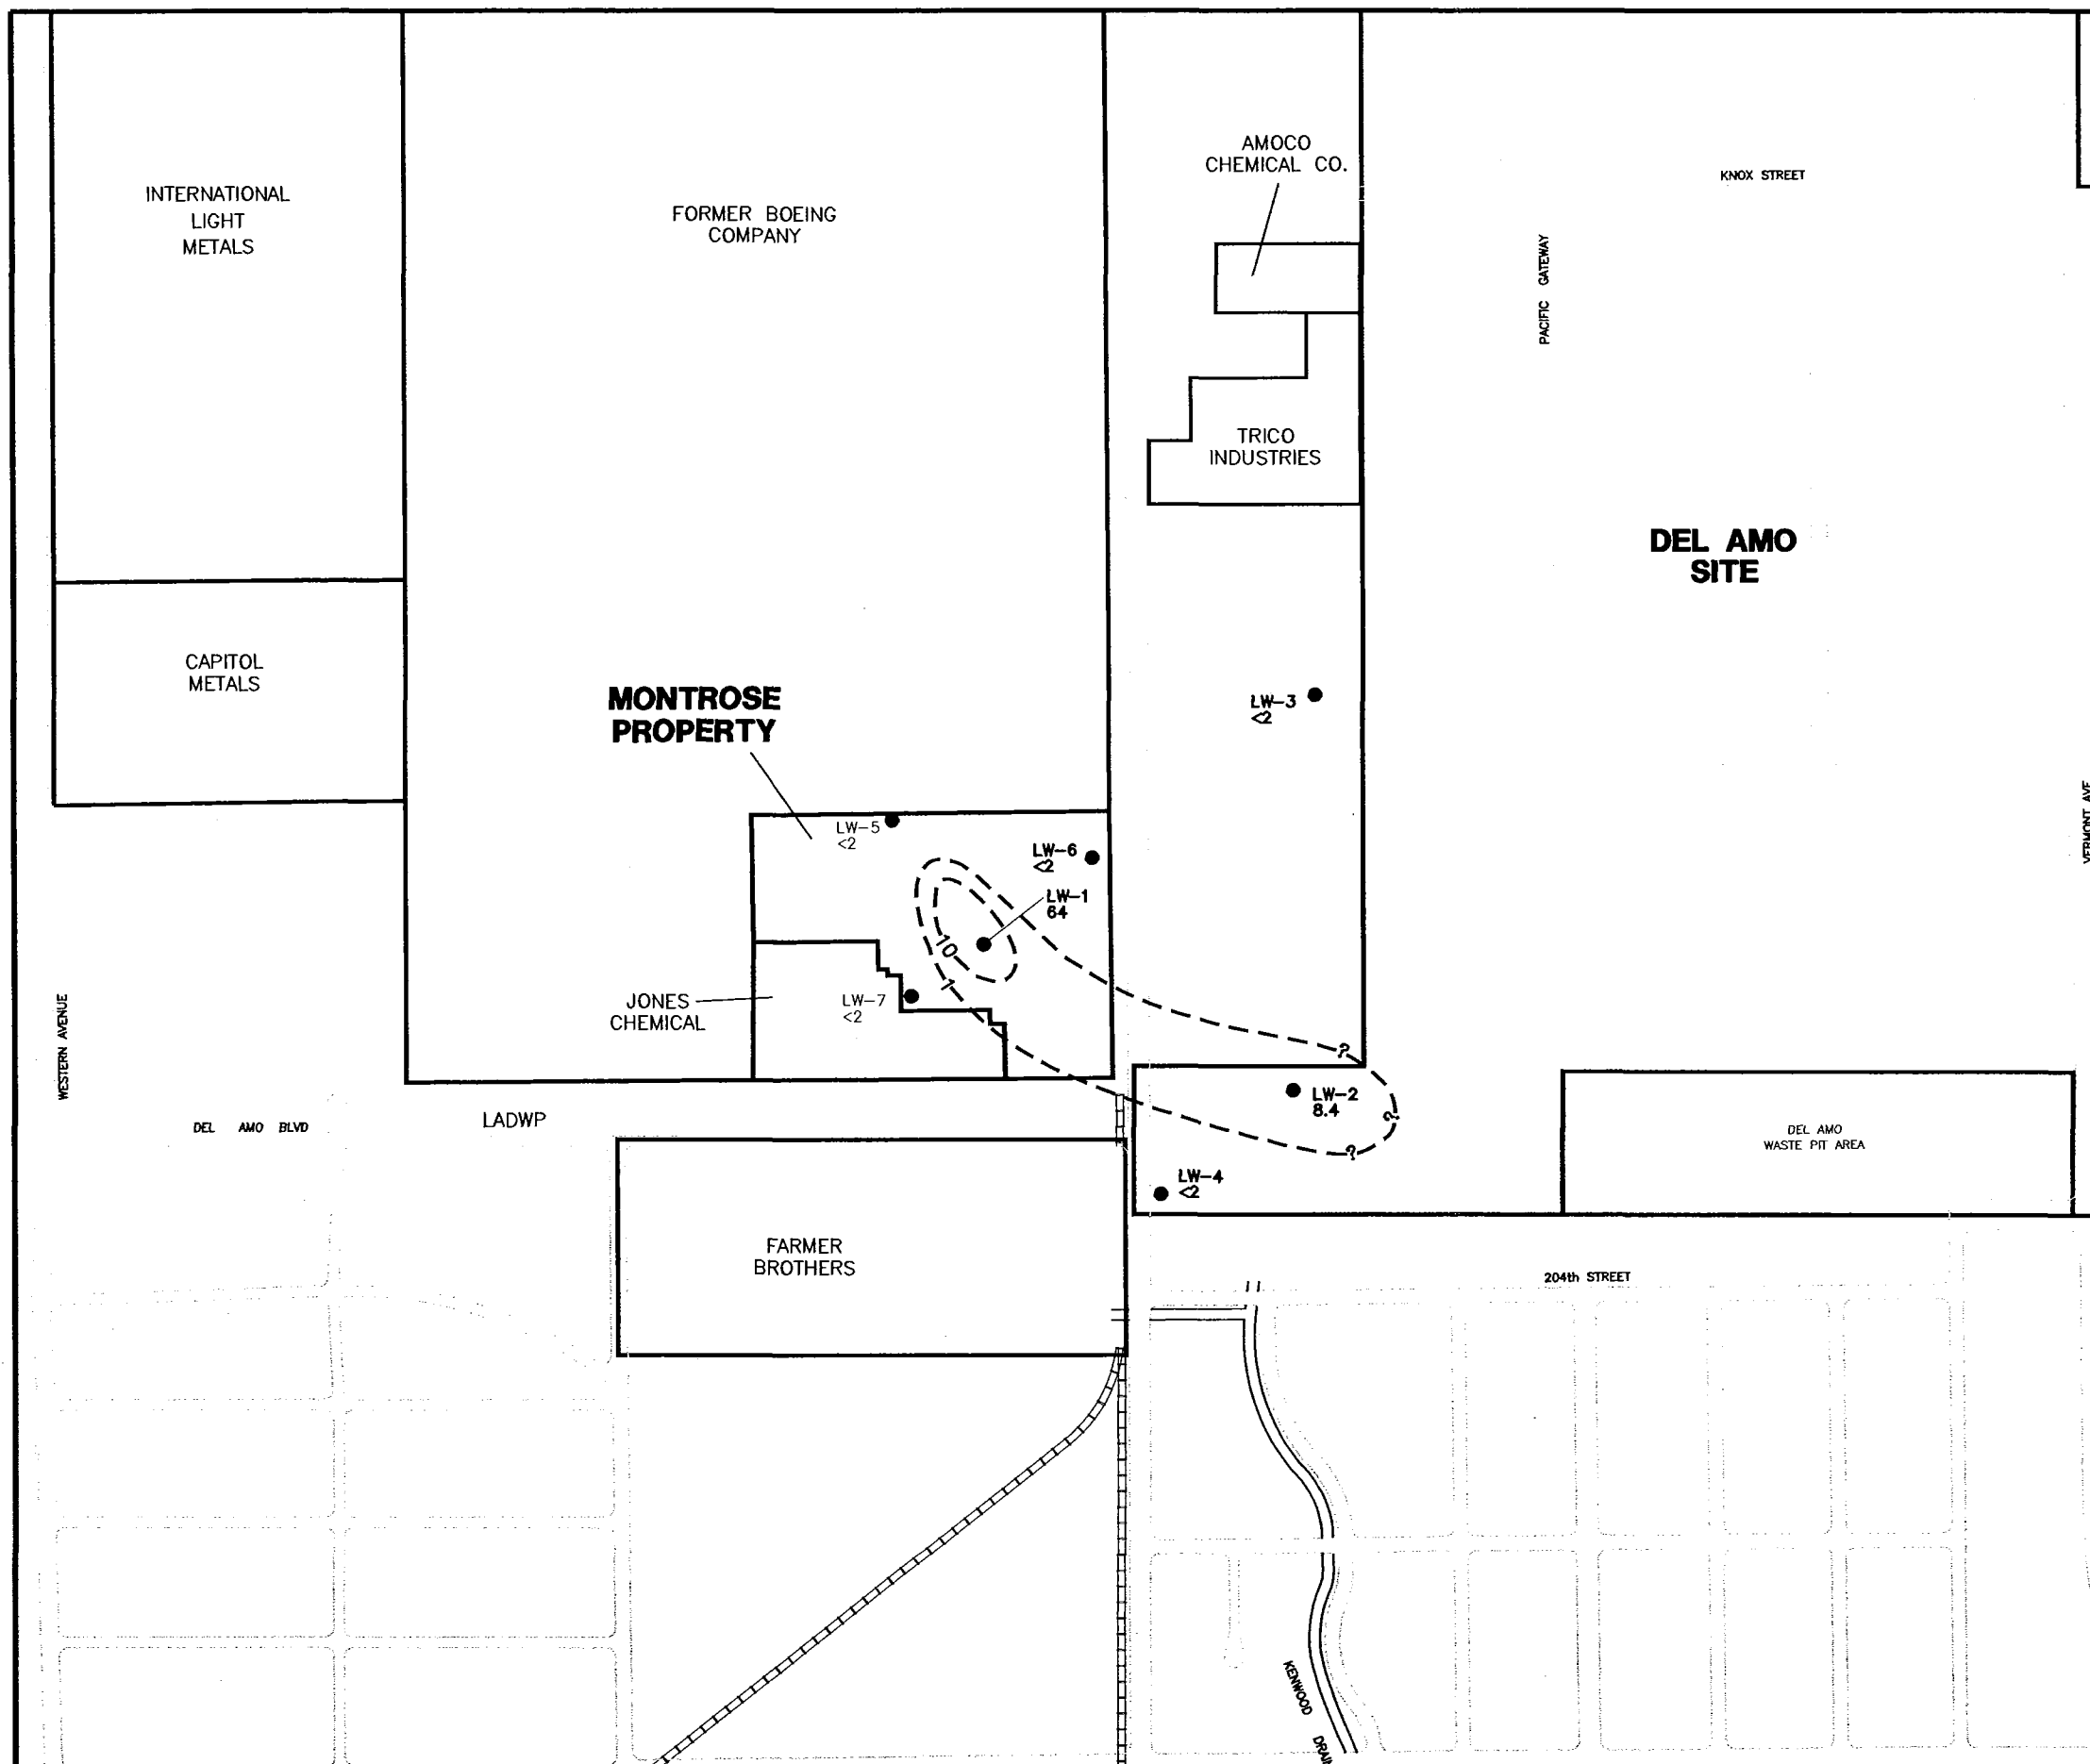 AMOCO
CHEMICAL CO.
KNOX STREET
INTERNATIONAL
LIGHT
METALS
FORMER BOEING
COMPANY
PACIFIC GATEWAY
TRICO
INDUSTRIES
DEL AMO
SITE
CAPITOL
METALS
MONTROSE
PROPERTY
LW-3
<2
LW-5
<2
LW-6
<2
LW-1
64
VERMONT AVE
10
1
LW-7
<2
JONES
CHEMICAL
WESTERN AVENUE
?
LW-2
8.4
?
?
DEL AMO BLVD
LADWP
DEL AMO
WASTE PIT AREA
LW-4
<2
FARMER
BROTHERS
204th STREET
KENWOOD DRAIN